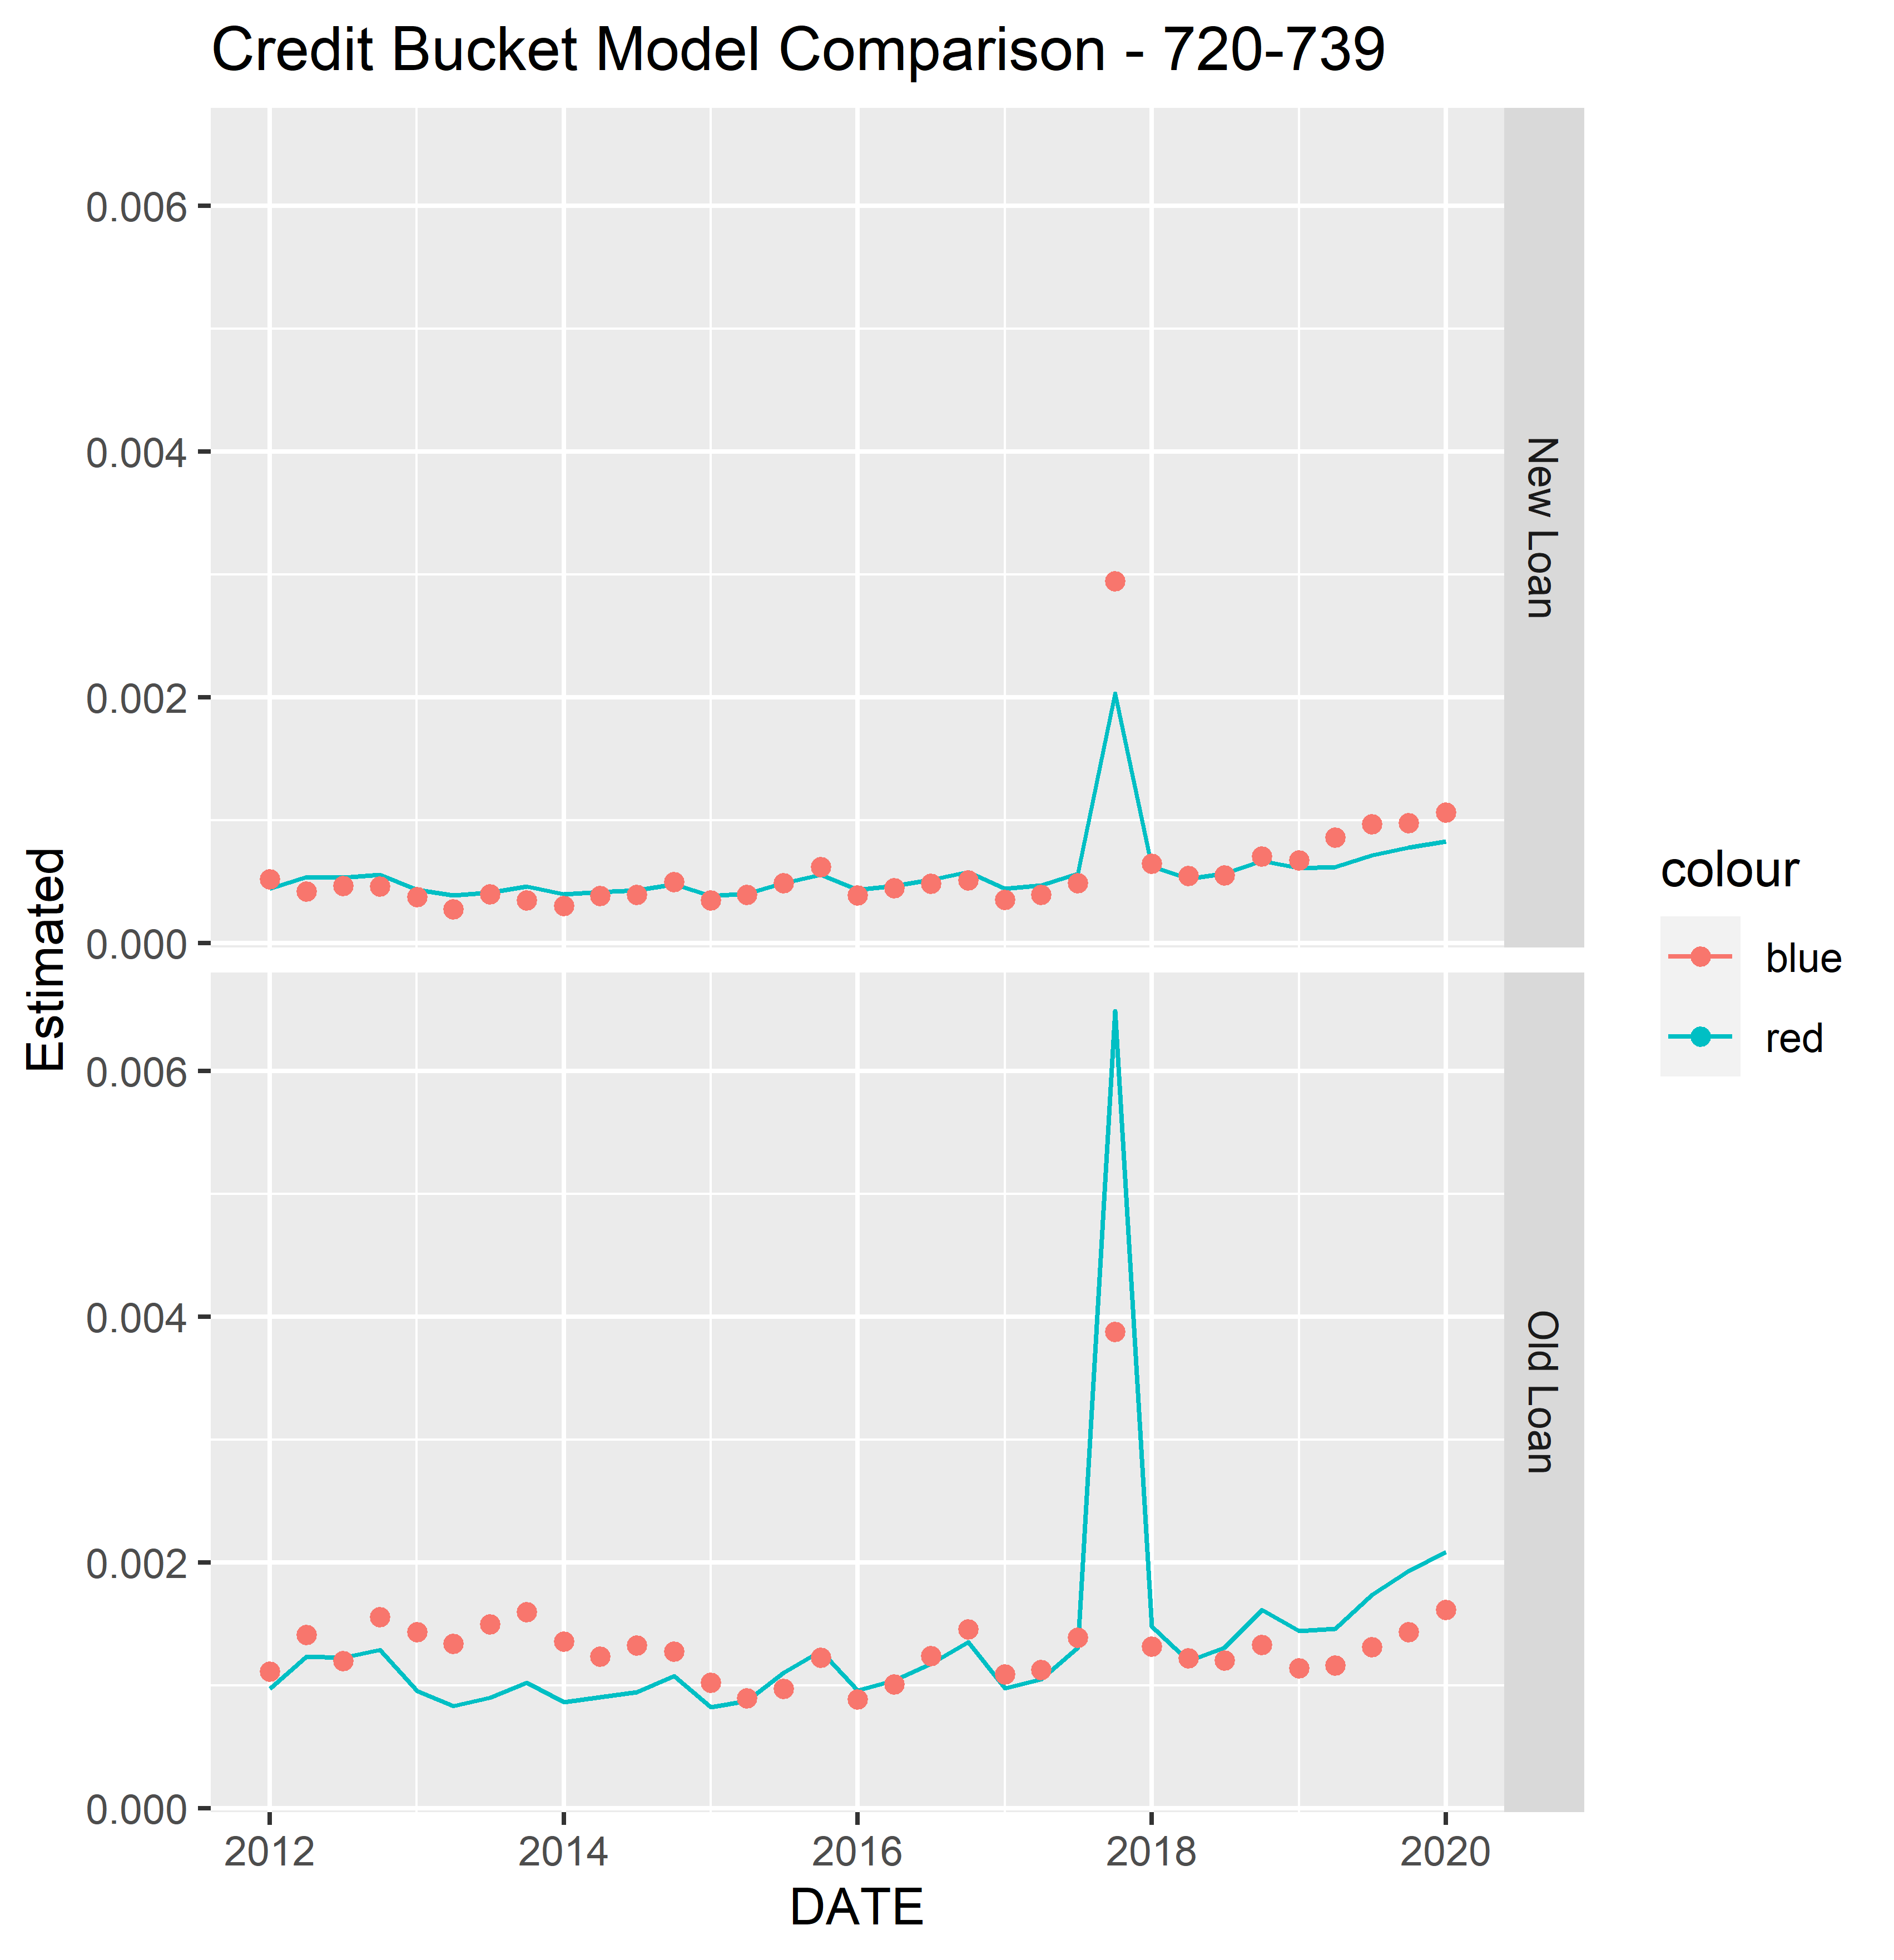 Credit Bucket Model Comparison - 720-739
Estimated
0.006
0.004
0.002
0.000
New Loan
0.006
0.004
0.002
0.000
Old Loan
2012
2014
2016
2018
2020
DATE
colour
blue
red